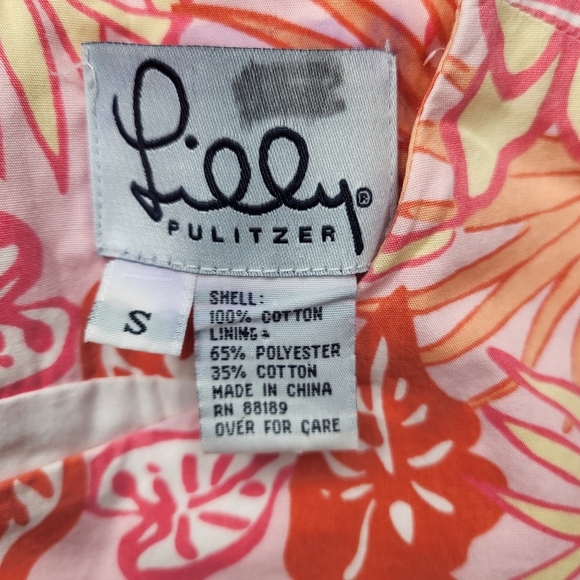 Lilly®
PULITZER
S
SHELL:
100% COTTON
LINING:
65% POLYESTER
35% COTTON
MADE IN CHINA
RN 88189
OVER FOR CARE